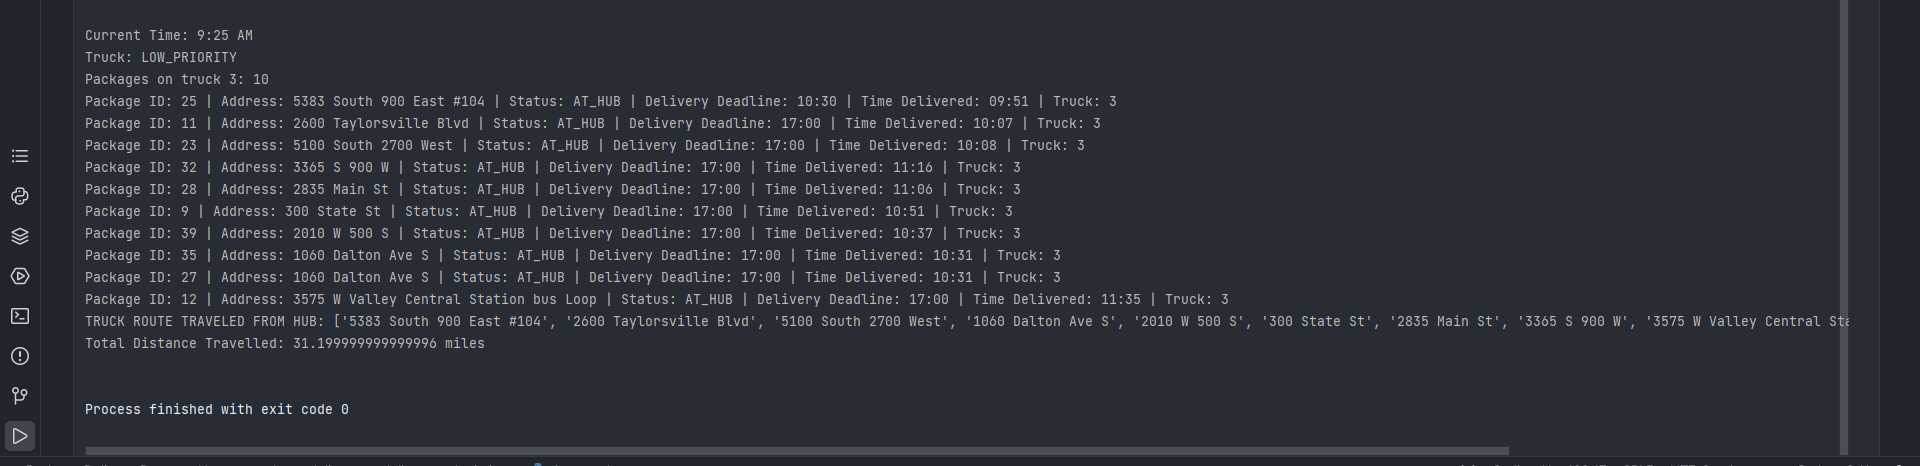 Current Time: 9:25 AM
Truck: LOW_PRIORITY
Packages on truck 3: 10
Package ID: 25 | Address: 5383 South 900 East #104 | Status: AT_HUB | Delivery Deadline: 10:30 | Time Delivered: 09:51 | Truck: 3
Package ID: 11 | Address: 2600 Taylorsville Blvd | Status: AT_HUB | Delivery Deadline: 17:00 | Time Delivered: 10:07 | Truck: 3
Package ID: 23 | Address: 5100 South 2700 West | Status: AT_HUB | Delivery Deadline: 17:00 | Time Delivered: 10:08 | Truck: 3
Package ID: 32 | Address: 3365 S 900 W | Status: AT_HUB | Delivery Deadline: 17:00 | Time Delivered: 11:16 | Truck: 3
Package ID: 28 | Address: 2835 Main St | Status: AT_HUB | Delivery Deadline: 17:00 | Time Delivered: 11:06 | Truck: 3
Package ID: 9 | Address: 300 State St | Status: AT_HUB | Delivery Deadline: 17:00 | Time Delivered: 10:51 | Truck: 3
Package ID: 39 | Address: 2010 W 500 S | Status: AT_HUB | Delivery Deadline: 17:00 | Time Delivered: 10:37 | Truck: 3
Package ID: 35 | Address: 1060 Dalton Ave S | Status: AT_HUB | Delivery Deadline: 17:00 | Time Delivered: 10:31 | Truck: 3
Package ID: 27 | Address: 1060 Dalton Ave S | Status: AT_HUB | Delivery Deadline: 17:00 | Time Delivered: 10:31 | Truck: 3
Package ID: 12 | Address: 3575 W Valley Central Station bus Loop | Status: AT_HUB | Delivery Deadline: 17:00 | Time Delivered: 11:35 | Truck: 3
TRUCK ROUTE TRAVELED FROM HUB: ['5383 South 900 East #104', '2600 Taylorsville Blvd', '5100 South 2700 West', '1060 Dalton Ave S', '2010 W 500 S', '300 State St', '2835 Main St', '3365 S 900 W', '3575 W Valley Central
Total Distance Travelled: 31.199999999999996 miles
Process finished with exit code 0